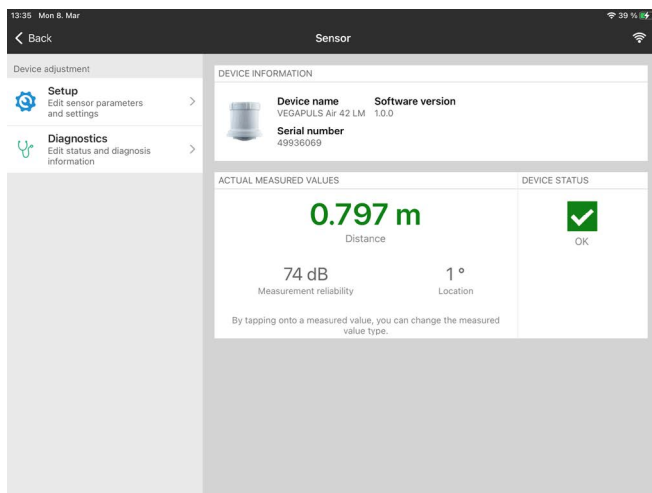 13:35 Mon 8. Mar
39 %
Back
Sensor
Device adjustment
Setup
Edit sensor parameters
and settings
Diagnostics
Edit status and diagnosis
information
DEVICE INFORMATION
Device name Software version
VEGAPULS Air 42 LM 1.0.0
Serial number
49936069
ACTUAL MEASURED VALUES
DEVICE STATUS
0.797 m
Distance
OK
74 dB 1 °
Measurement reliability Location
By tapping onto a measured value, you can change the measured
value type.